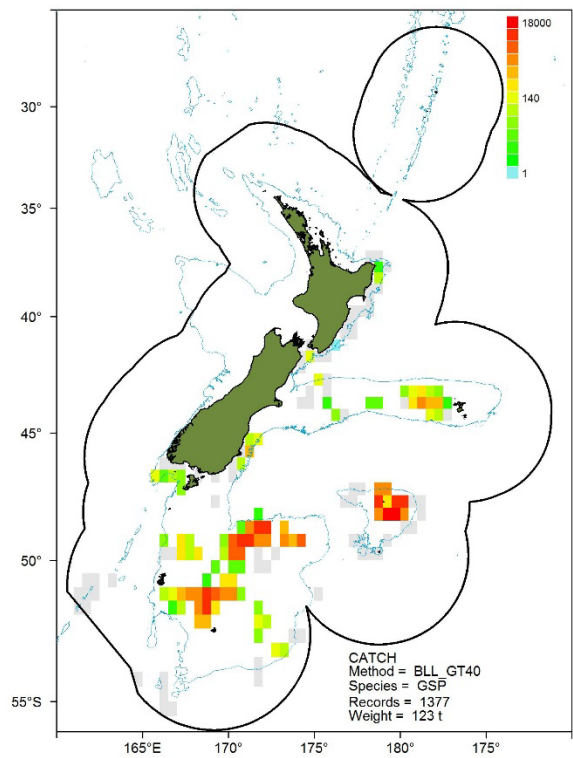 18000
140
1
30°
35°
40°
45°
50°
55°S
CATCH
Method = BLL_GT40
Species = GSP
Records = 1377
Weight = 123 t
165°E 170° 175° 180° 175°